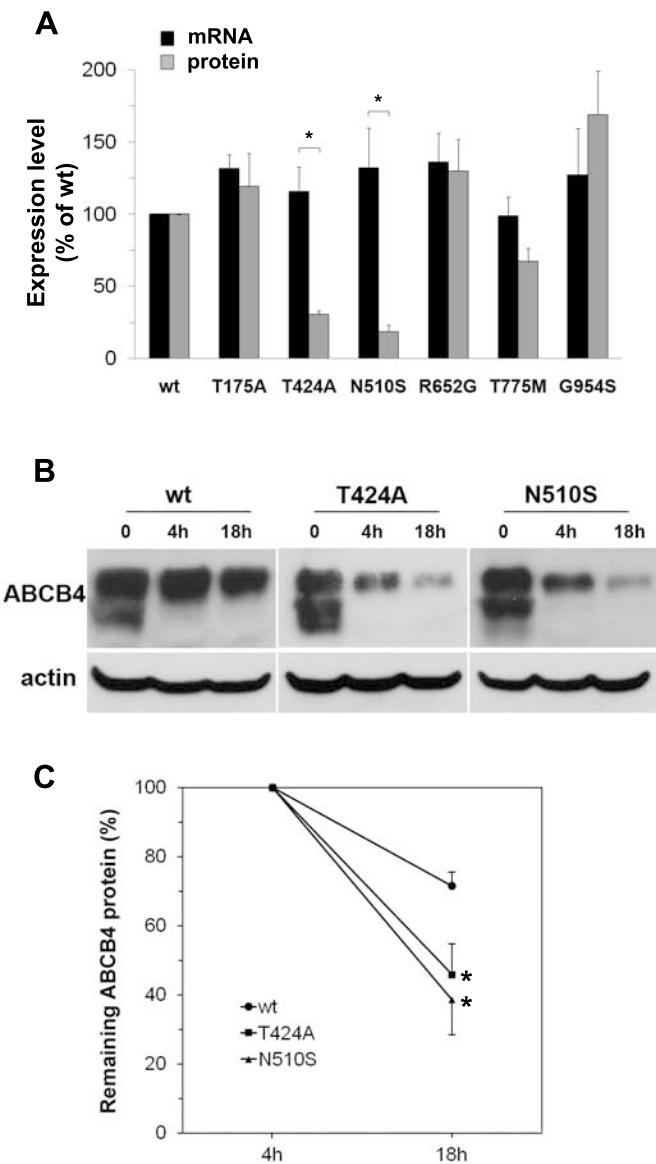 A
mRNA
protein
Expression level
(% of wt)
200
150
100
50
0
*
*
wt T175A T424A N510S R652G T775M G954S
B
wt T424A N510S
0 4h 18h 0 4h 18h 0 4h 18h
ABCB4
actin
C
Remaining ABCB4 protein (%)
100
80
60
40
20
0
*
*
wt
T424A
N510S
4h 18h